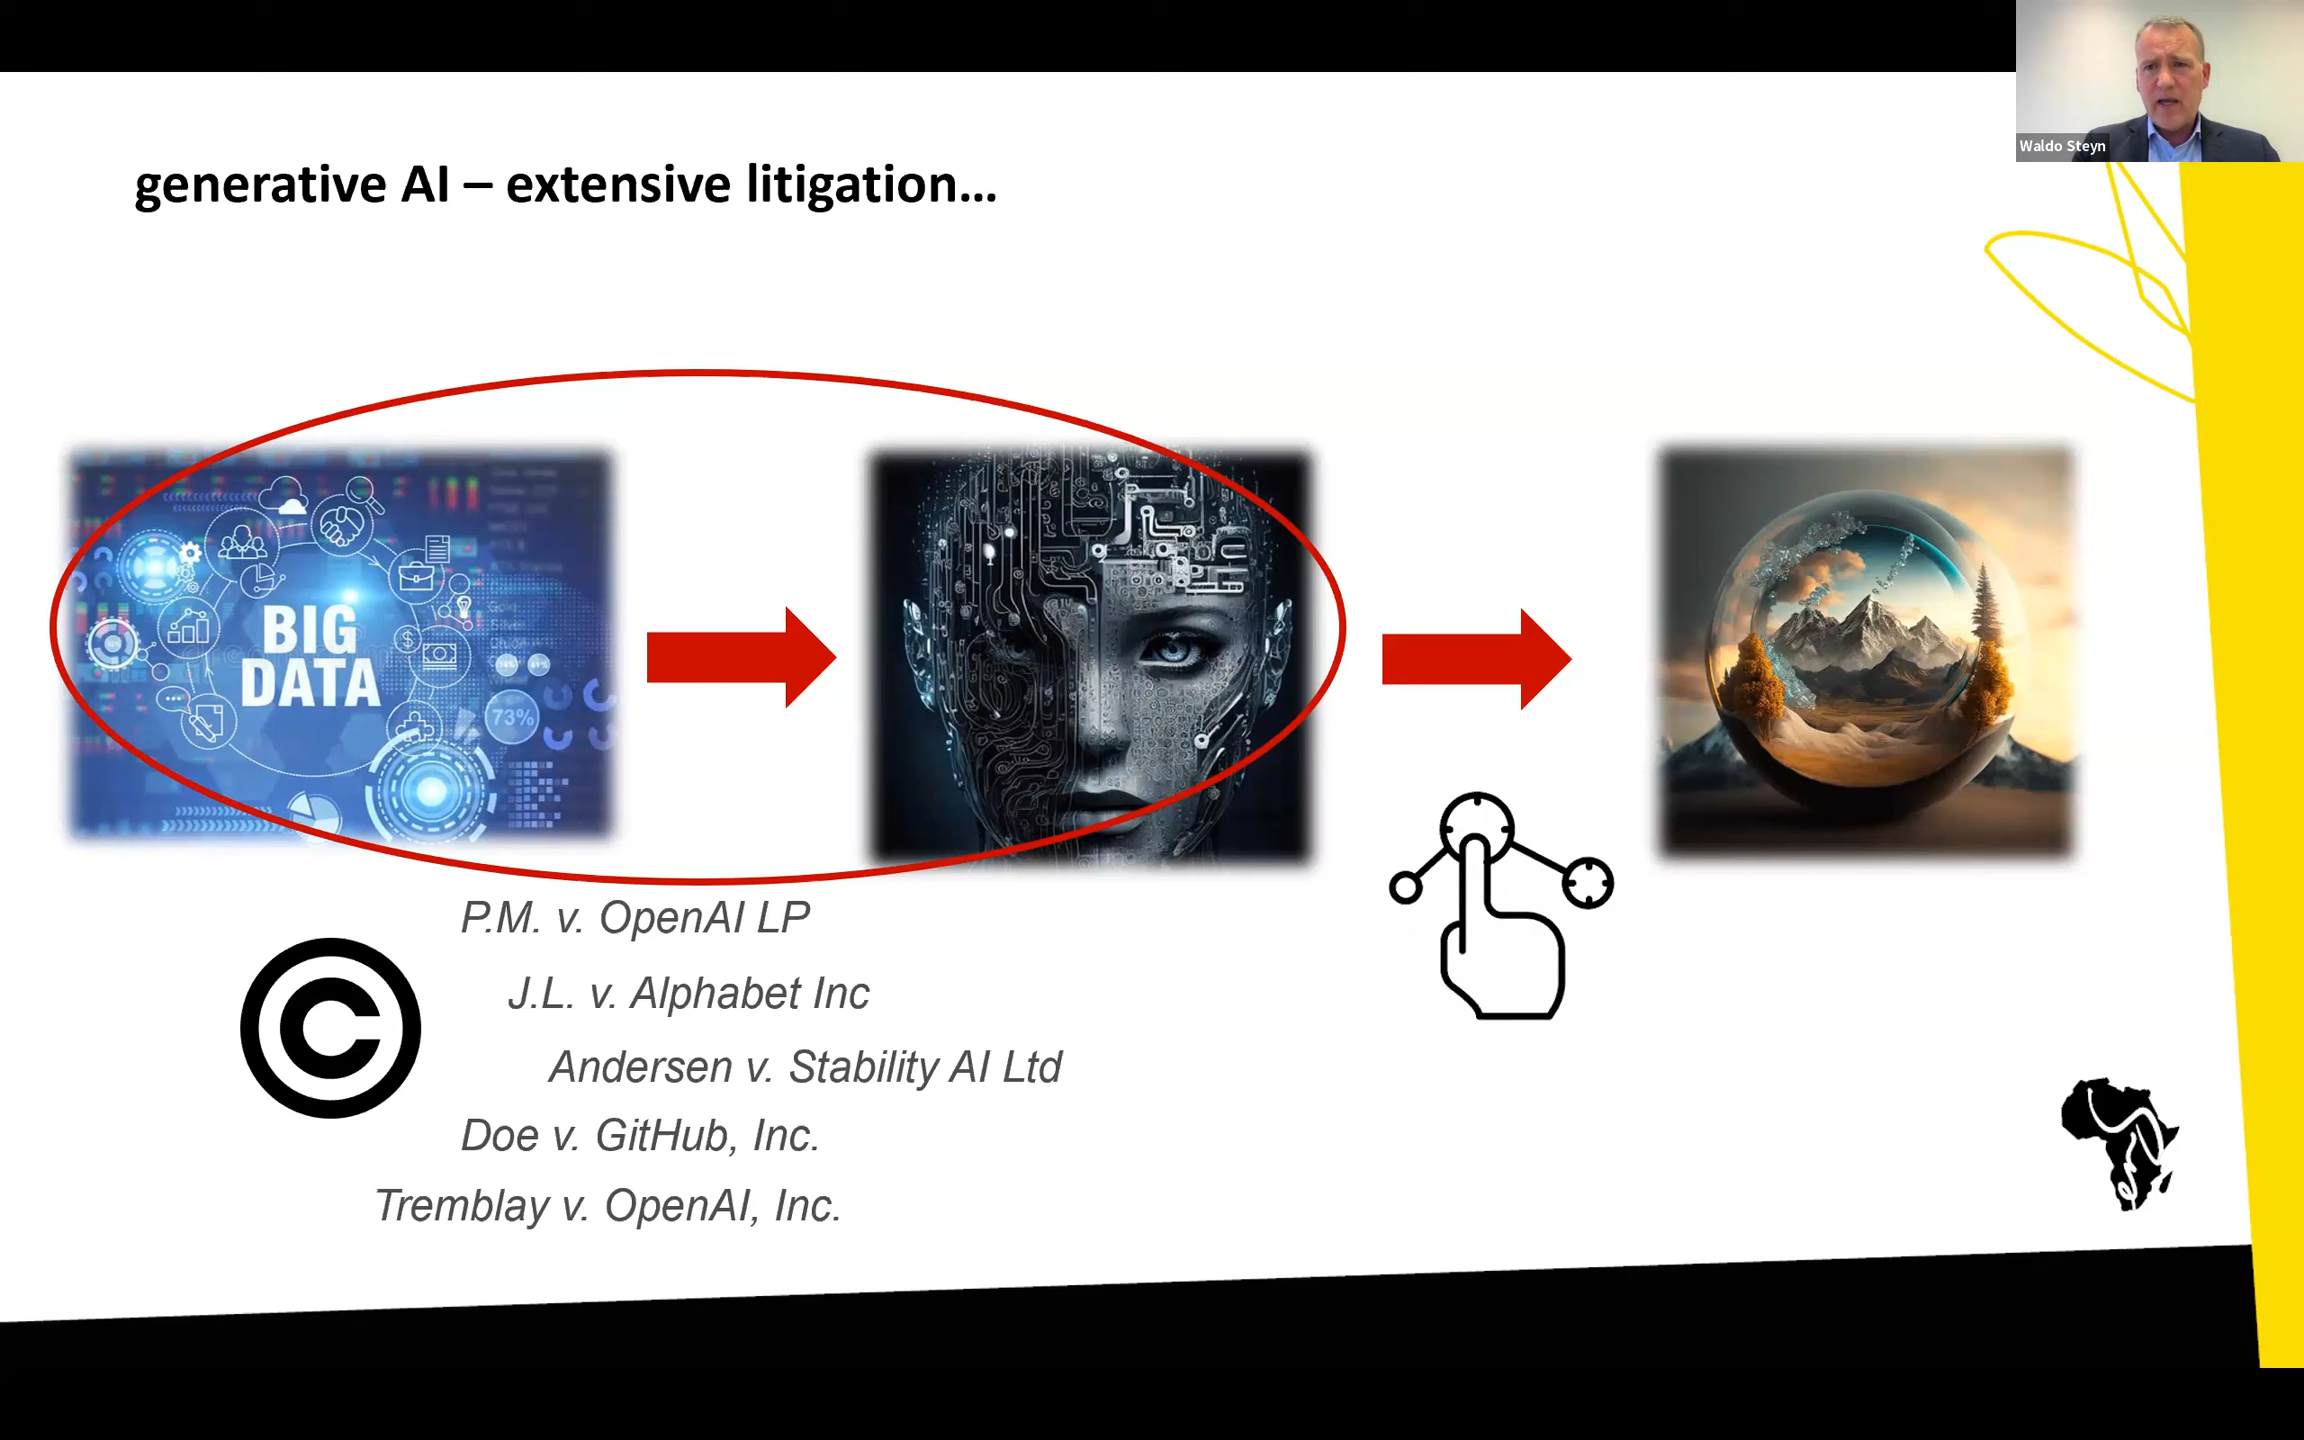 Waldo Steyn
generative AI – extensive litigation...
BIG
DATA
73%
P.M. v. OpenAI LP
J.L. v. Alphabet Inc
Andersen v. Stability AI Ltd
Doe v. GitHub, Inc.
Tremblay v. OpenAI, Inc.